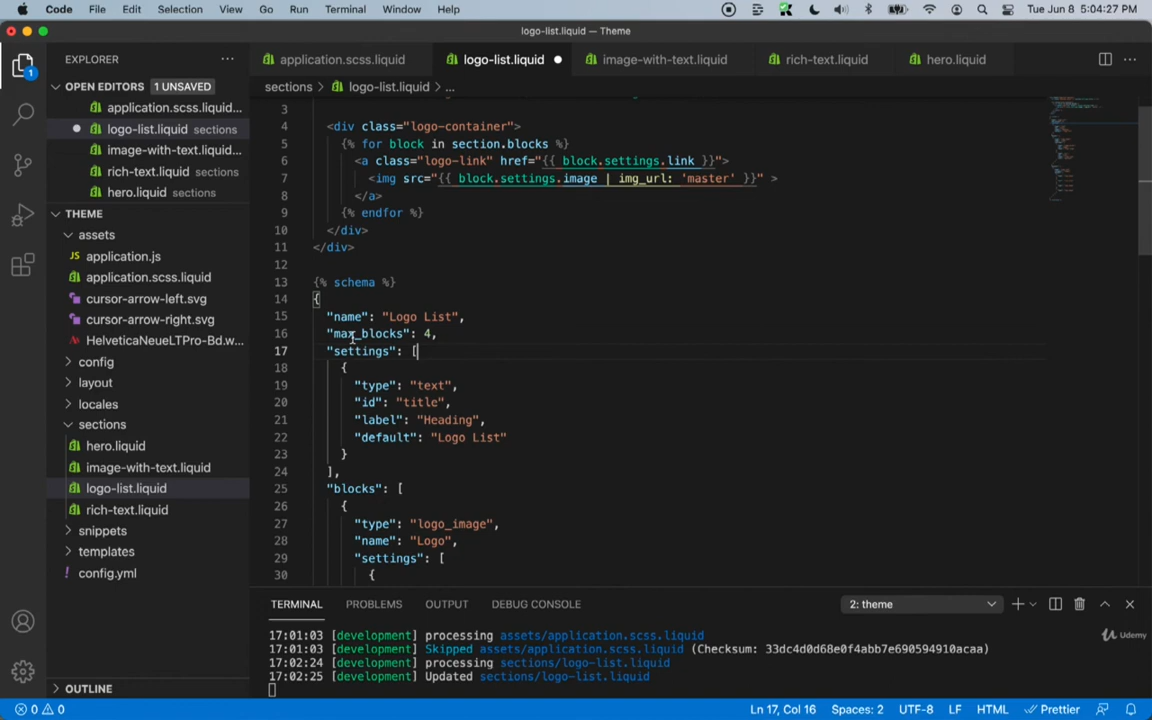 Code File Edit Selection View Go Run Terminal Window Help Tue Jun 8 5:04:27 PM
logo-list.liquid — Theme
EXPLORER
OPEN EDITORS 1 UNSAVED
application.scss.liquid...
logo-list.liquid sections
image-with-text.liquid...
rich-text.liquid sections
hero.liquid sections
THEME
assets
JS application.js
application.scss.liquid
cursor-arrow-left.svg
cursor-arrow-right.svg
HelveticaNeueLTPro-Bd.w...
config
layout
locales
sections
hero.liquid
image-with-text.liquid
logo-list.liquid
rich-text.liquid
snippets
templates
! config.yml
OUTLINE
application.scss.liquid logo-list.liquid image-with-text.liquid rich-text.liquid hero.liquid
sections > logo-list.liquid > ...
3
4 <div class="logo-container">
5 {% for block in section.blocks %}
6 <a class="logo-link" href="{{ block.settings.link }}">
7 <img src="{{ block.settings.image | img_url: 'master' }}" >
8 </a>
9 {% endfor %}
10 </div>
11 </div>
12
13 {% schema %}
14 {
15 "name": "Logo List",
16 "max_blocks": 4,
17 "settings": [
18 {
19 "type": "text",
20 "id": "title",
21 "label": "Heading",
22 "default": "Logo List"
23 }
24 ],
25 "blocks": [
26 {
27 "type": "logo_image",
28 "name": "Logo",
29 "settings": [
30 {
TERMINAL PROBLEMS OUTPUT DEBUG CONSOLE 2: theme
17:01:03 [development] processing assets/application.scss.liquid
17:01:03 [development] Skipped assets/application.scss.liquid (Checksum: 33dc4d0d68e0f4abb7e690594910acaa)
17:02:24 [development] processing sections/logo-list.liquid
17:02:25 [development] Updated sections/logo-list.liquid
Udemy
0 0 Ln 17, Col 16 Spaces: 2 UTF-8 LF HTML Prettier